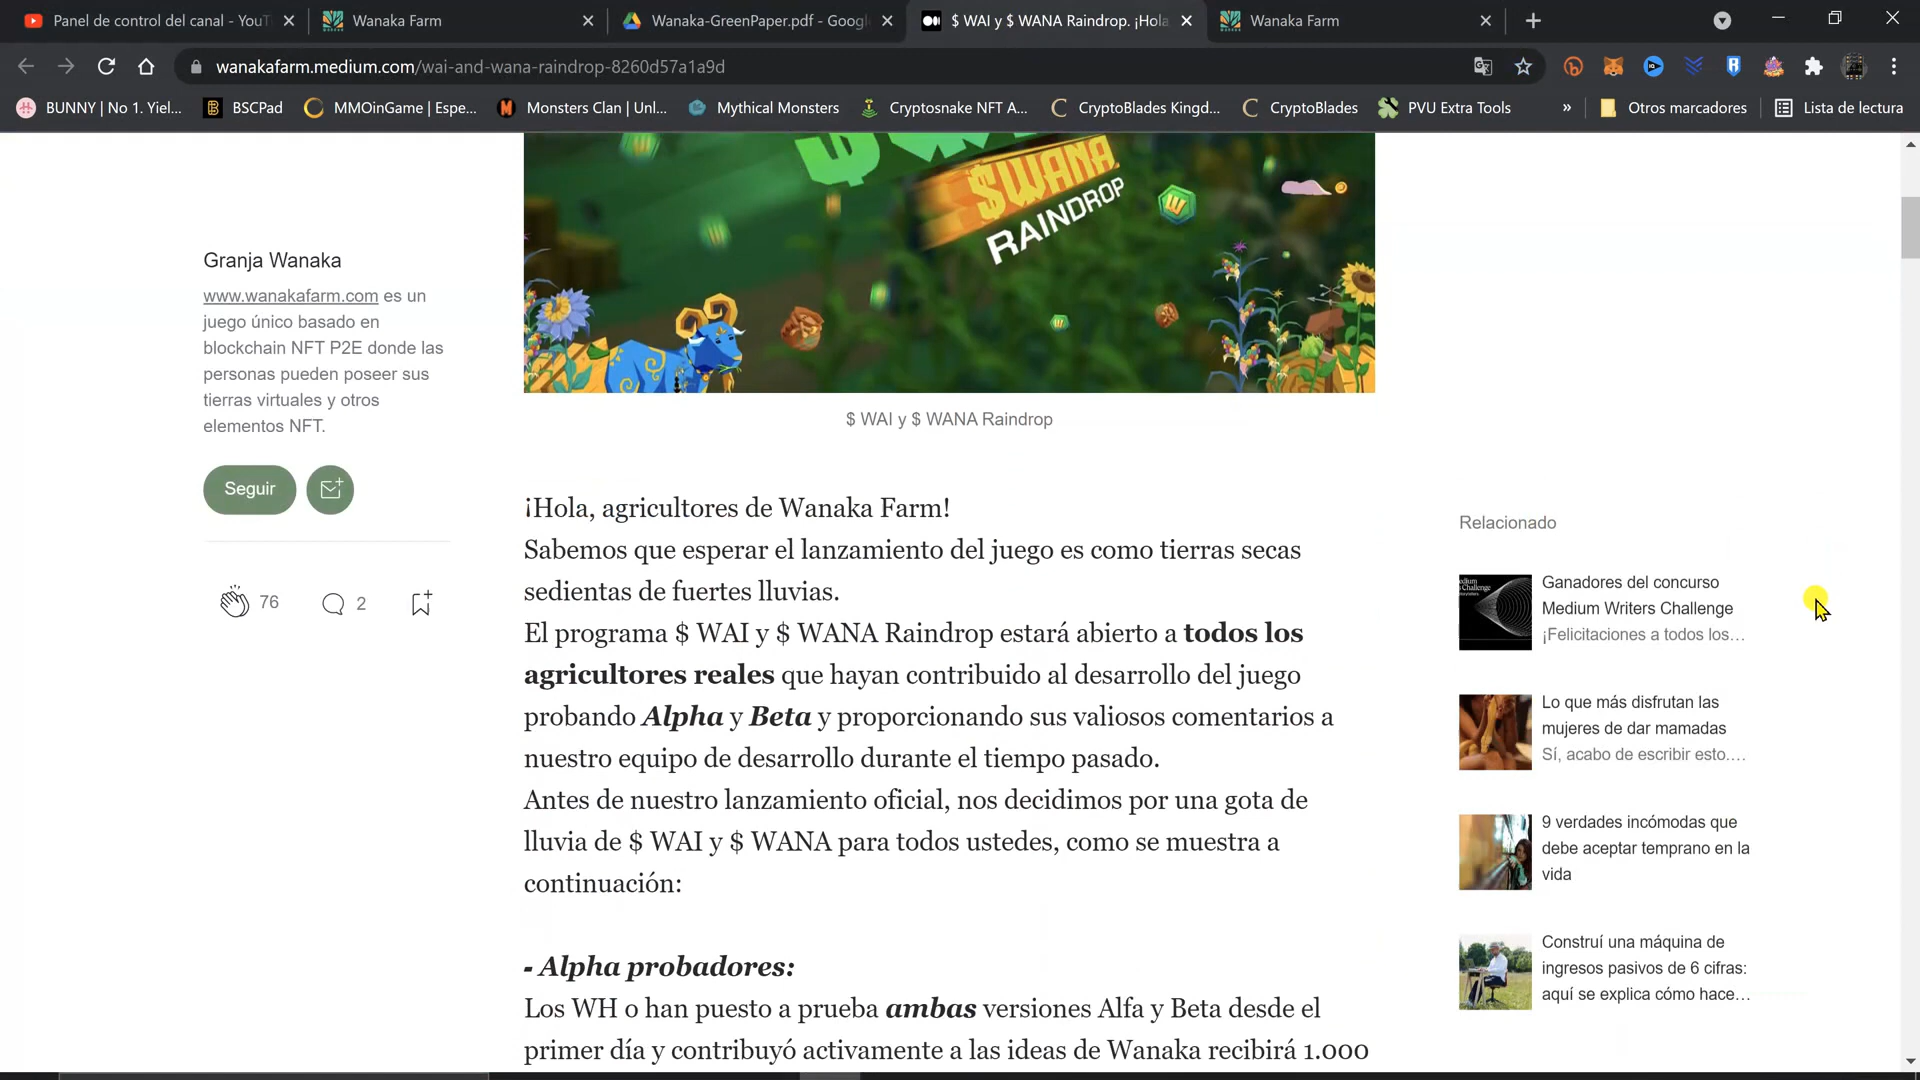 Panel de control del canal - YouT
Wanaka Farm
Wanaka-GreenPaper.pdf - Googl
$ WAI y $ WANA Raindrop. ¡Hola
Wanaka Farm
wanakafarm.medium.com/wai-and-wana-raindrop-8260d57a1a9d
BUNNY | No 1. Yiel...
BSCPad
MMOinGame | Espe...
Monsters Clan | Unl...
Mythical Monsters
Cryptosnake NFT A...
CryptoBlades Kingd...
CryptoBlades
PVU Extra Tools
»
Otros marcadores
Lista de lectura
$WANA
RAINDROP
Granja Wanaka
www.wanakafarm.com es un
juego único basado en
blockchain NFT P2E donde las
personas pueden poseer sus
tierras virtuales y otros
elementos NFT.
Seguir
76
2
$ WAI y $ WANA Raindrop
¡Hola, agricultores de Wanaka Farm!
Sabemos que esperar el lanzamiento del juego es como tierras secas
sedientas de fuertes lluvias.
El programa $ WAI y $ WANA Raindrop estará abierto a todos los
agricultores reales que hayan contribuido al desarrollo del juego
probando Alpha y Beta y proporcionando sus valiosos comentarios a
nuestro equipo de desarrollo durante el tiempo pasado.
Antes de nuestro lanzamiento oficial, nos decidimos por una gota de
lluvia de $ WAI y $ WANA para todos ustedes, como se muestra a
continuación:
- Alpha probadores:
Los WH o han puesto a prueba ambas versiones Alfa y Beta desde el
primer día y contribuyó activamente a las ideas de Wanaka recibirá 1.000
Relacionado
Ganadores del concurso
Medium Writers Challenge
¡Felicitaciones a todos los...
Lo que más disfrutan las
mujeres de dar mamadas
Sí, acabo de escribir esto....
9 verdades incómodas que
debe aceptar temprano en la
vida
Construí una máquina de
ingresos pasivos de 6 cifras:
aquí se explica cómo hace...